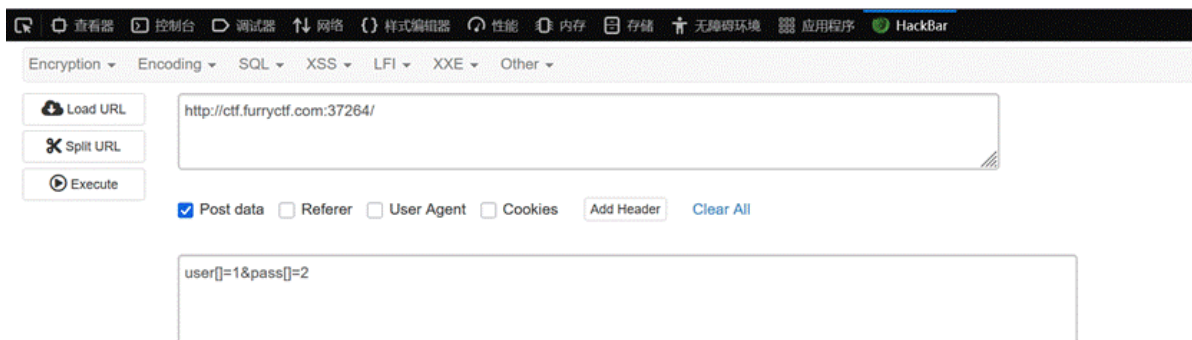 查看器 控制台 调试器 网络 {} 样式编辑器 性能 内存 存储 无障碍环境 应用程序 HackBar
Encryption Encoding SQL XSS LFI XXE Other
Load URL
http://ctf.furryctf.com:37264/
Split URL
Execute
Post data Referer User Agent Cookies Add Header Clear All
user[]=1&pass[]=2